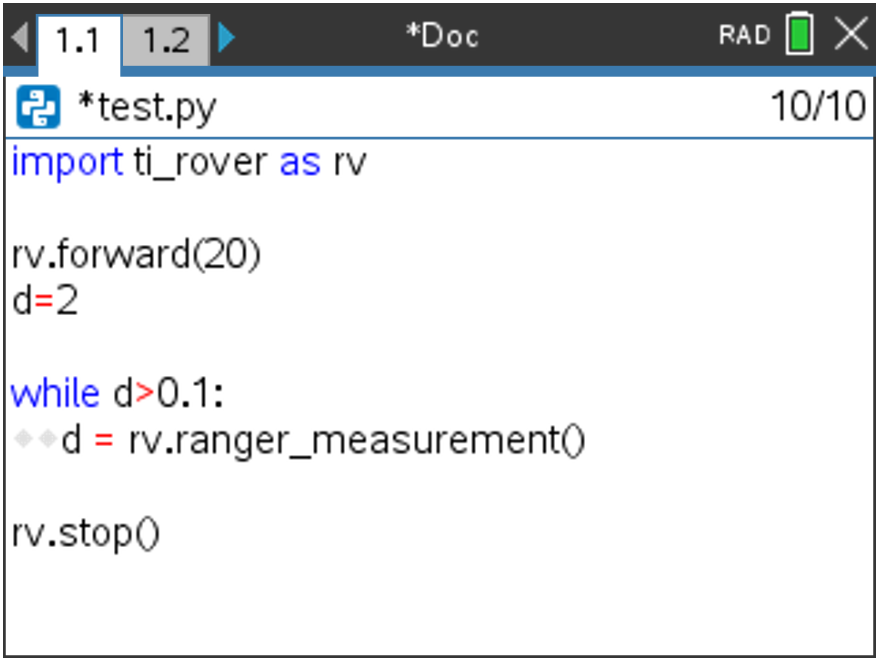 1.1 1.2 *Doc RAD
*test.py 10/10
import ti_rover as rv
rv.forward(20)
d=2
while d>0.1:
d = rv.ranger_measurement()
rv.stop()